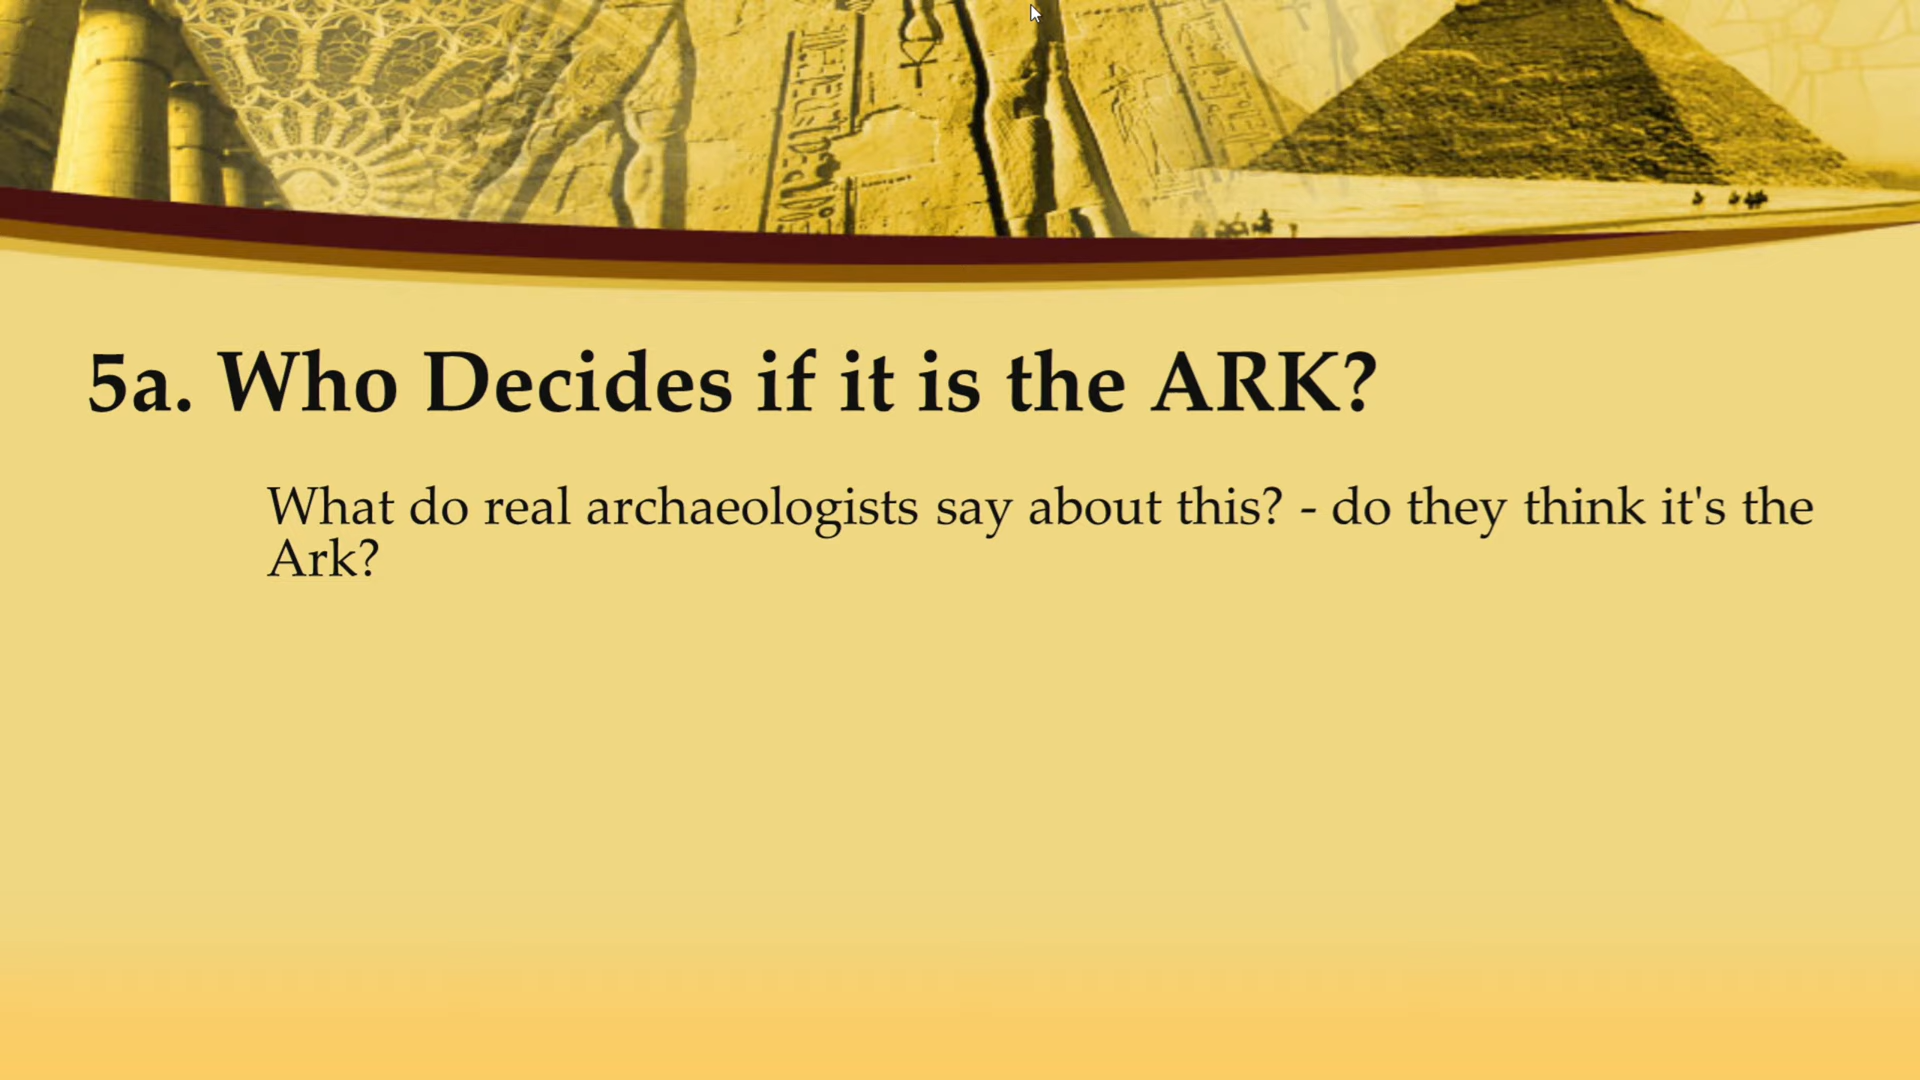 5a. Who Decides if it is the ARK?
What do real archaeologists say about this? - do they think it's the
Ark?